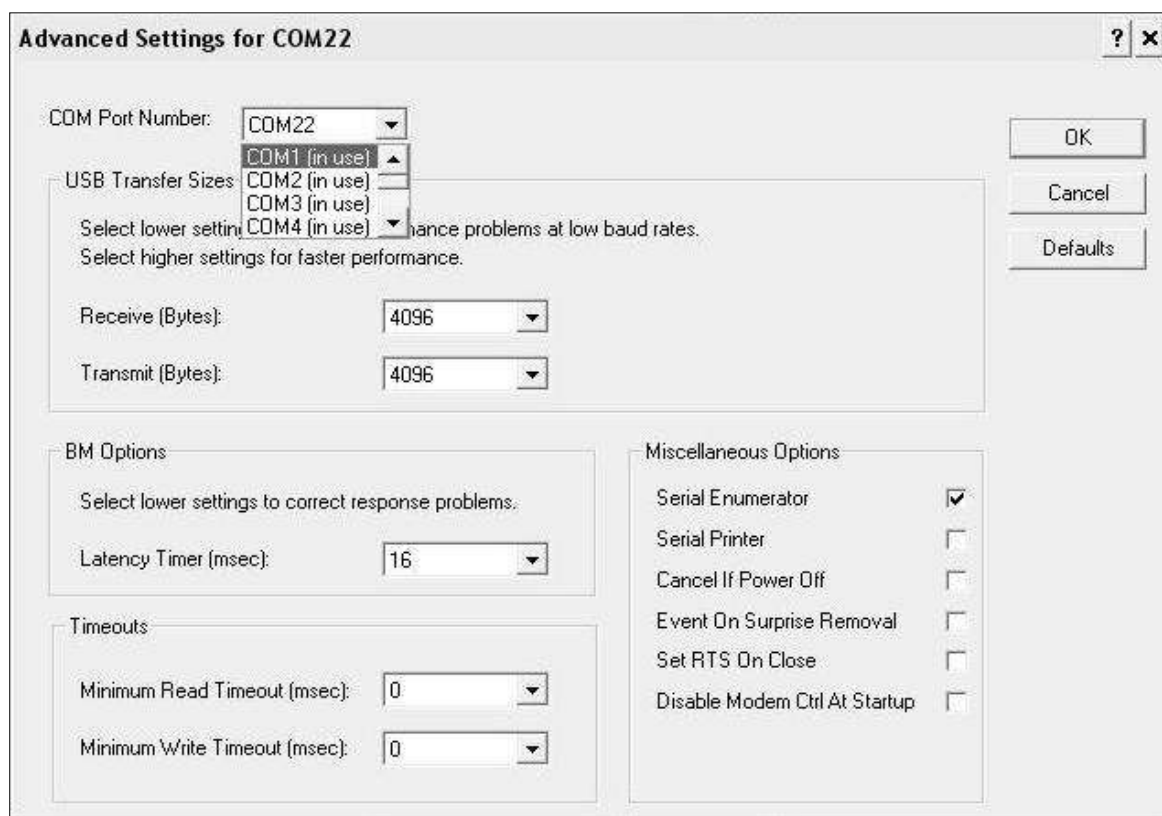 Advanced Settings for COM22
? ×
COM Port Number:
COM22
COM1 (in use)
COM2 (in use)
COM3 (in use)
COM4 (in use)
OK
Cancel
Defaults
USB Transfer Sizes
Select lower settin ance problems at low baud rates.
Select higher settings for faster performance.
Receive (Bytes): 4096
Transmit (Bytes): 4096
BM Options
Select lower settings to correct response problems.
Latency Timer (msec): 16
Timeouts
Minimum Read Timeout (msec): 0
Minimum Write Timeout (msec): 0
Miscellaneous Options
Serial Enumerator
Serial Printer
Cancel If Power Off
Event On Surprise Removal
Set RTS On Close
Disable Modem Ctrl At Startup